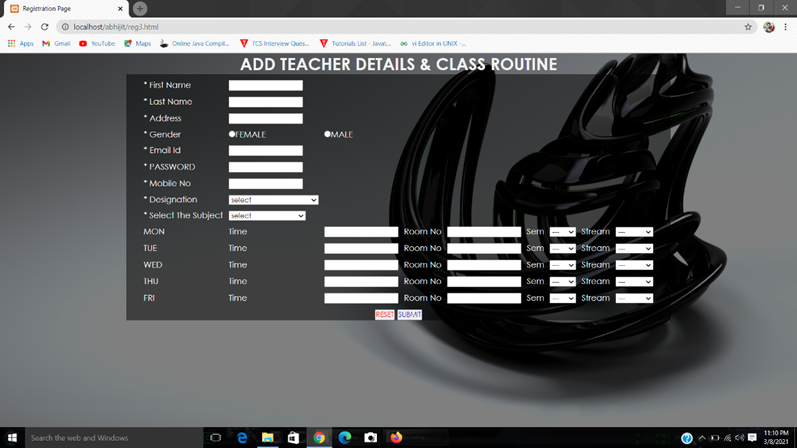 Registration Page
localhost/abhijit/reg3.html
Apps Gmail YouTube Maps Online Java Compil... TCS Interview Ques... Tutorials List - Javat... vi Editor in UNIX -...
ADD TEACHER DETAILS & CLASS ROUTINE
* First Name
* Last Name
* Address
* Gender FEMALE MALE
* Email Id
* PASSWORD
* Mobile No
* Designation select
* Select The Subject select
MON Time Room No Sem --- Stream ---
TUE Time Room No Sem --- Stream ---
WED Time Room No Sem --- Stream ---
THU Time Room No Sem --- Stream ---
FRI Time Room No Sem --- Stream ---
RESET SUBMIT
Search the web and Windows
11:10 PM
3/8/2021